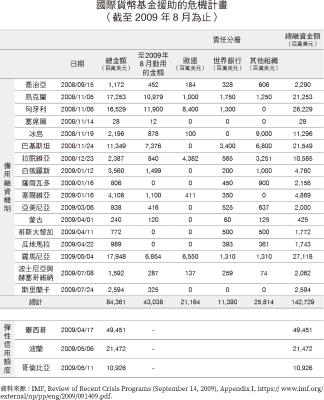 國際貨幣基金援助的危機計畫
(截至 2009 年 8 月為止)
責任分擔
日期 總金額(百萬美元) 至2009年8月動用的金額 歐盟(百萬美元) 世界銀行(百萬美元) 其他組織(百萬美元) 總融資金額(百萬美元)
備用融資機制
喬治亞 2008/09/15 1,172 452 184 328 606 2,290
烏克蘭 2008/11/05 17,253 10,979 1,000 1,750 1,250 21,253
匈牙利 2008/11/06 16,529 11,900 8,400 1,300 0 26,229
塞席爾 2008/11/14 28 12 0 0 0 28
冰島 2008/11/19 2,196 878 100 0 9,000 11,296
巴基斯坦 2008/11/24 11,349 7,376 0 3,400 6,800 21,549
拉脫維亞 2008/12/23 2,387 840 4,382 565 3,251 10,585
白俄羅斯 2009/01/12 3,560 1,499 0 200 1,000 4,760
薩爾瓦多 2009/01/16 806 0 0 450 900 2,156
塞爾維亞 2009/01/16 4,108 1,100 411 350 0 4,869
亞美尼亞 2009/03/06 838 416 0 525 637 2,000
蒙古 2009/04/01 240 120 0 60 125 425
哥斯大黎加 2009/04/11 772 0 0 500 500 1,772
瓜地馬拉 2009/04/22 989 0 0 393 361 1,743
羅馬尼亞 2009/05/04 17,948 6,854 6,550 1,310 1,310 27,118
波士尼亞與赫塞哥維納 2009/07/08 1,592 287 137 259 74 2,062
斯里蘭卡 2009/07/24 2,594 325 0 0 0 2,594
總計 84,361 43,038 21,164 11,390 25,814 142,729
彈性信用額度
墨西哥 2009/04/17 49,451 - 49,451
波蘭 2009/05/06 21,472 - 21,472
哥倫比亞 2009/05/11 10,926 - 10,926
資料來源:IMF, Review of Recent Crisis Programs (September 14, 2009), Appendix I, https:// www.imf.org/
external/np/pp/eng/2009/091409.pdf.